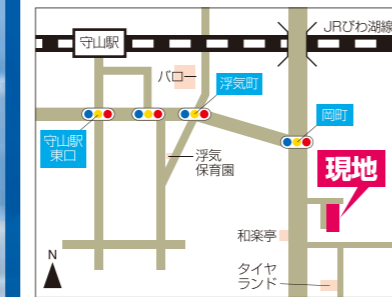 JRびわ湖線
守山駅
バロー
浮気町
岡町
守山駅
東口
浮気
保育園
現地
和楽亭
タイヤ
ランド
N